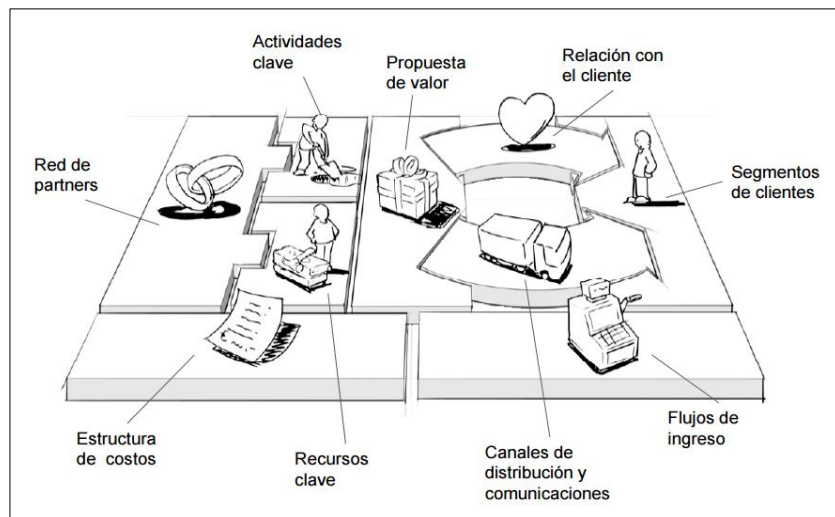 Actividades
clave
Propuesta
de valor
Relación con
el cliente
Red de
partners
Segmentos
de clientes
Estructura
de costos
Recursos
clave
Canales de
distribución y
comunicaciones
Flujos de
ingreso